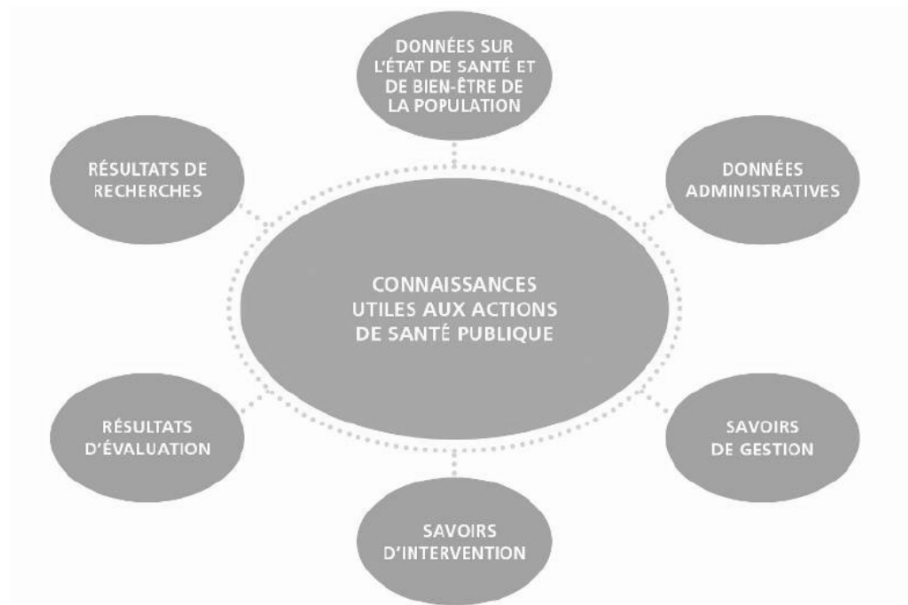 DONNÉES SUR
L'ÉTAT DE SANTÉ ET
DE BIEN-ÊTRE DE
LA POPULATION
RÉSULTATS DE
RECHERCHES
DONNÉES
ADMINISTRATIVES
CONNAISSANCES
UTILES AUX ACTIONS
DE SANTÉ PUBLIQUE
RÉSULTATS
D'ÉVALUATION
SAVOIRS
DE GESTION
SAVOIRS
D'INTERVENTION